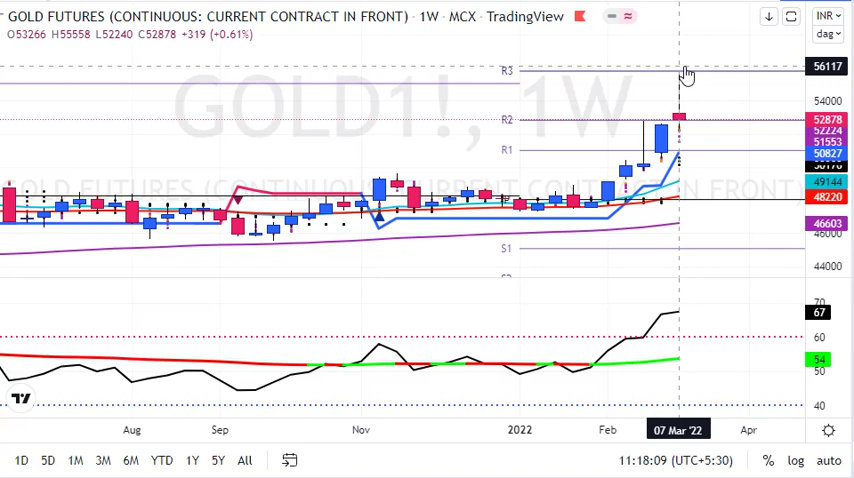 GOLD FUTURES (CONTINUOUS: CURRENT CONTRACT IN FRONT) · 1W · MCX · TradingView
O53266 H55558 L52240 C52878 +319 (+0.61%)
INR
dag
GOLD1!, 1W
GOLD FUTURES
IN FRONT
R3
R2
R1
S1
56117
54000
52878
52224
51553
50827
49144
48220
46603
46000
44000
70
67
60
54
50
40
Aug
Sep
Nov
2022
Feb
07 Mar '22
Apr
1D 5D 1M 3M 6M YTD 1Y 5Y All
11:18:09 (UTC+5:30)
% log auto